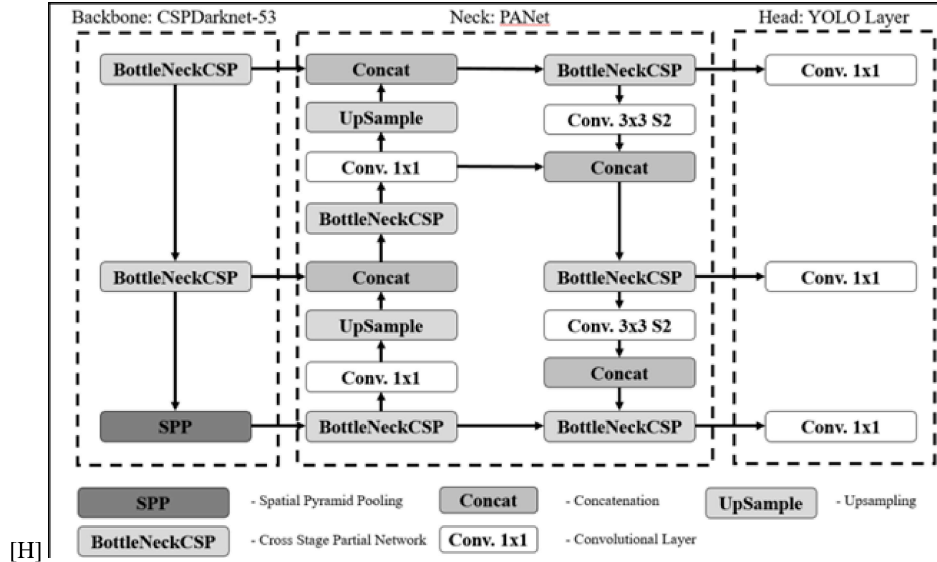 Backbone: CSPDarknet-53 Neck: PANet Head: YOLO Layer
BottleNeckCSP Concat BottleNeckCSP Conv. 1x1
UpSample Conv. 3x3 S2
Conv. 1x1 Concat
BottleNeckCSP
BottleNeckCSP Concat BottleNeckCSP Conv. 1x1
UpSample Conv. 3x3 S2
Conv. 1x1 Concat
SPP BottleNeckCSP BottleNeckCSP Conv. 1x1
SPP - Spatial Pyramid Pooling Concat - Concatenation UpSample - Upsampling
BottleNeckCSP - Cross Stage Partial Network Conv. 1x1 - Convolutional Layer
[H]